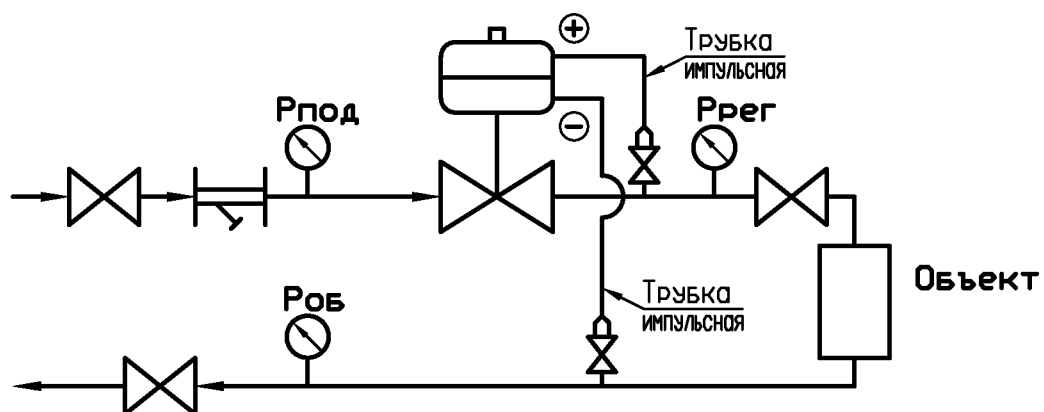 +
Трубка
импульсная
Рпод
−
Ррег
Объект
Трубка
импульсная
Роб